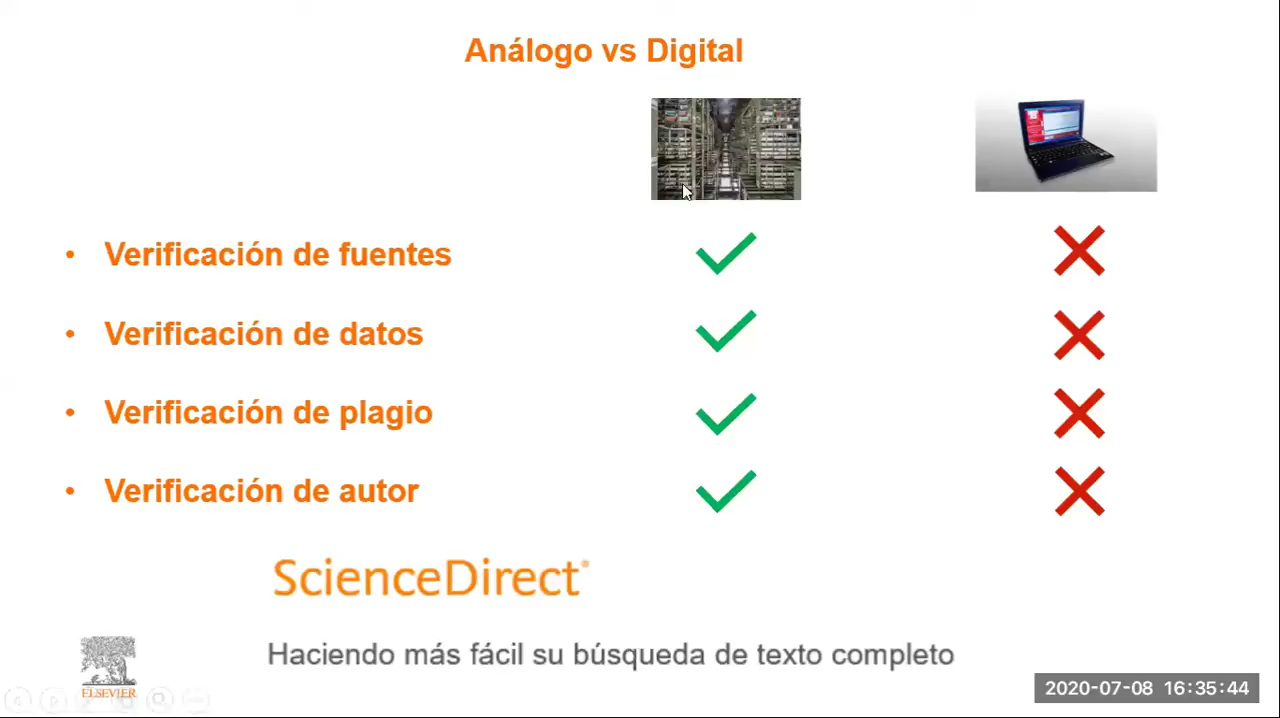 Análogo vs Digital
• Verificación de fuentes
• Verificación de datos
• Verificación de plagio
• Verificación de autor
ScienceDirect®
Haciendo más fácil su búsqueda de texto completo
ELSEVIER
2020-07-08 16:35:44